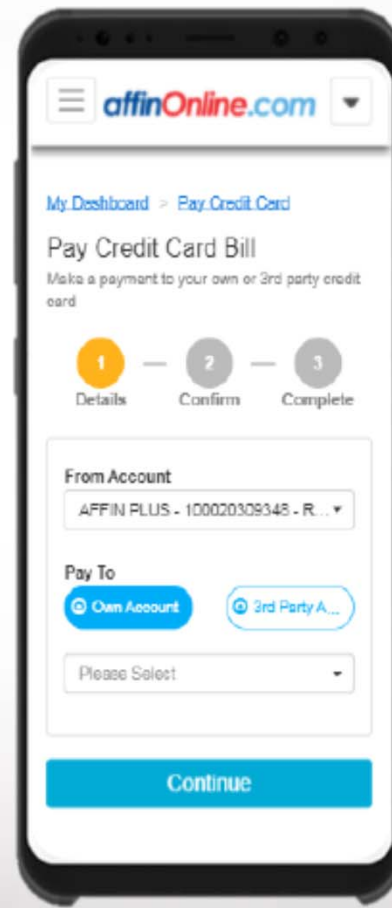 affinOnline.com
My Dashboard > Pay Credit Card
Pay Credit Card Bill
Make a payment to your own or 3rd party credit
card
1 — 2 — 3
Details Confirm Complete
From Account
AFFIN PLUS - 100020309348 - R...
Pay To
Own Account 3rd Party A...
Please Select
Continue